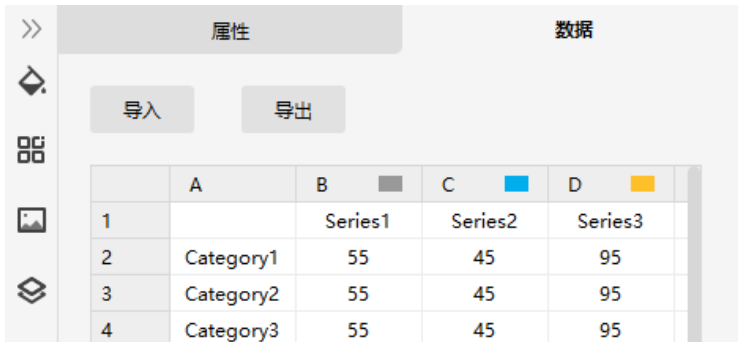 属性 数据
导入 导出
A B C D
1 Series1 Series2 Series3
2 Category1 55 45 95
3 Category2 55 45 95
4 Category3 55 45 95